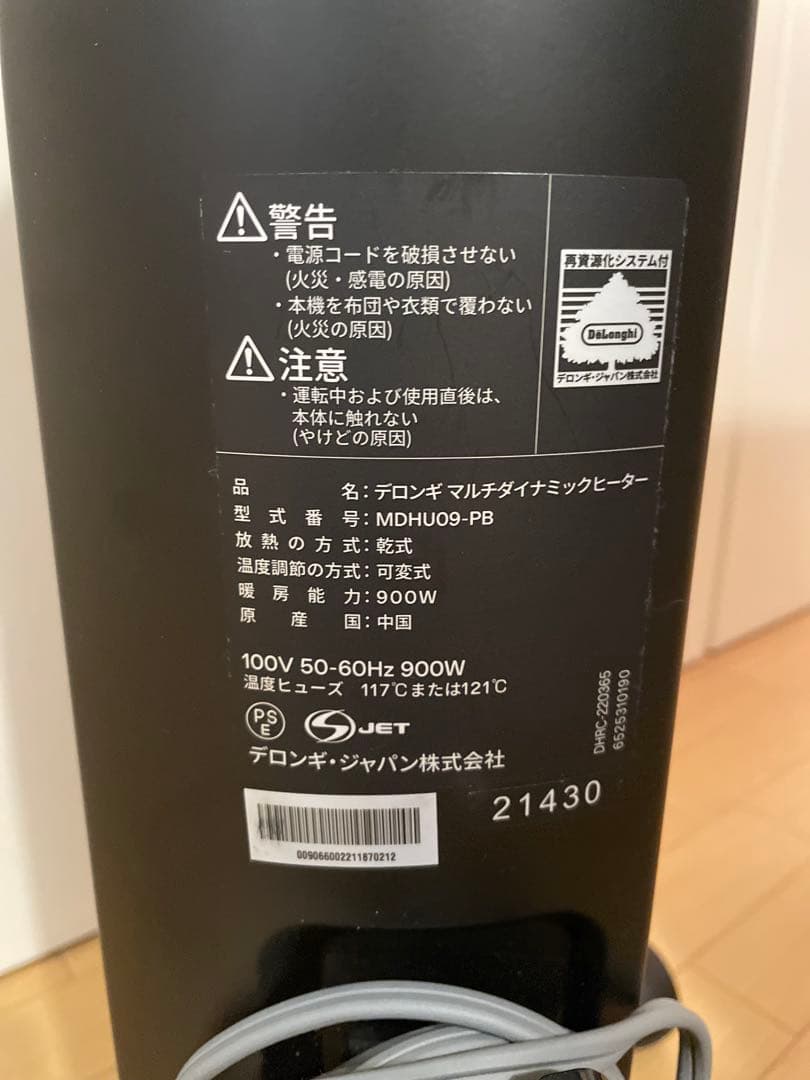 警告
・電源コードを破損させない
(火災・感電の原因)
・本機を布団や衣類で覆わない
(火災の原因)
注意
・運転中および使用直後は、
本体に触れない
(やけどの原因)
再資源化システム付
DeLonghi
デロンギ・ジャパン株式会社
品名：デロンギ マルチダイナミックヒーター
型式番号：MDHU09-PB
放熱の方式：乾式
温度調節の方式：可変式
暖房能力：900W
原産国：中国
100V 50-60Hz 900W
温度ヒューズ 117℃または121℃
PSE
JET
デロンギ・ジャパン株式会社
DHRC-220365
6525310190
21430
009066002211870212